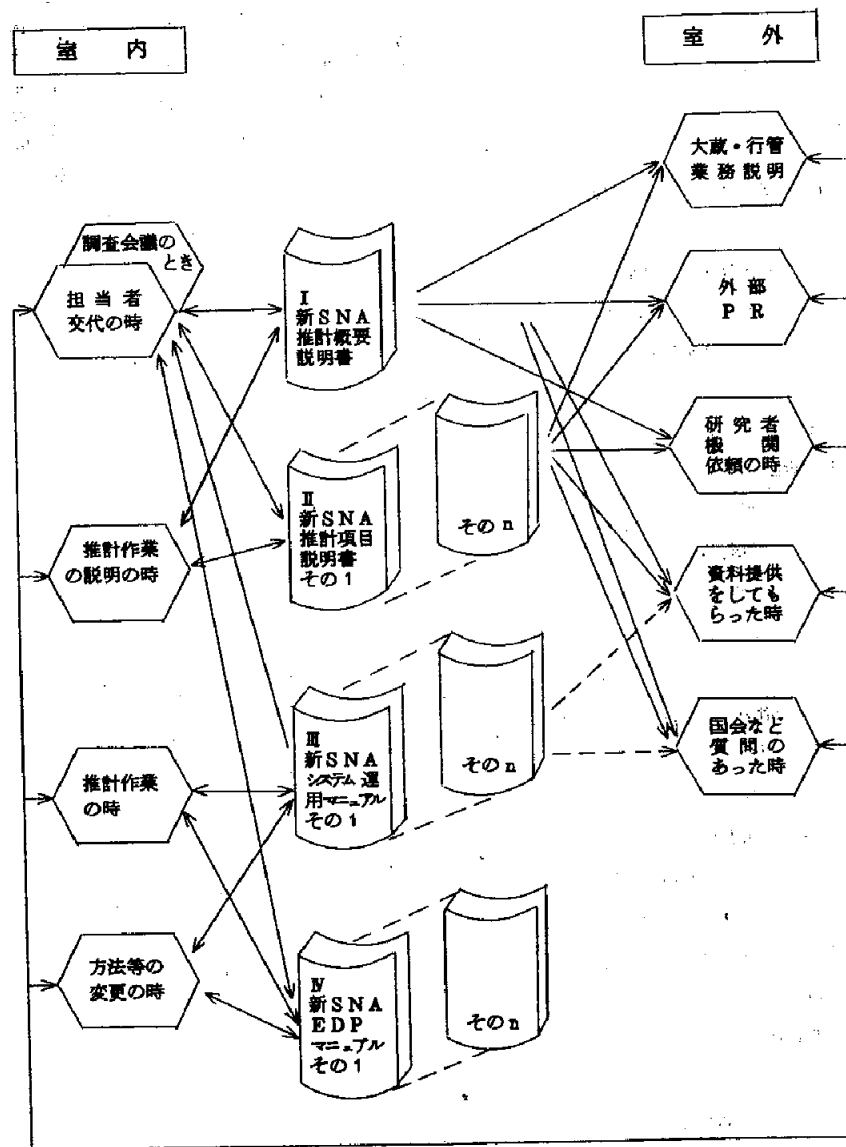 室 内
室 外
調査会議の
とき
担 当 者
交代の時
推計作業
の説明の時
推計作業
の時
方法等の
変更の時
Ⅰ
新SNA
推計概要
説明書
Ⅱ
新SNA
推計項目
説明書
その1
そのn
Ⅲ
新SNA
システム運
用マニュアル
その1
そのn
Ⅳ
新SNA
EDP
マニュアル
その1
そのn
大蔵・行管
業務説明
外 部
P R
研 究 者
機 関
依頼の時
資料提供
をしても
らった時
国会など
質 問 の
あった時